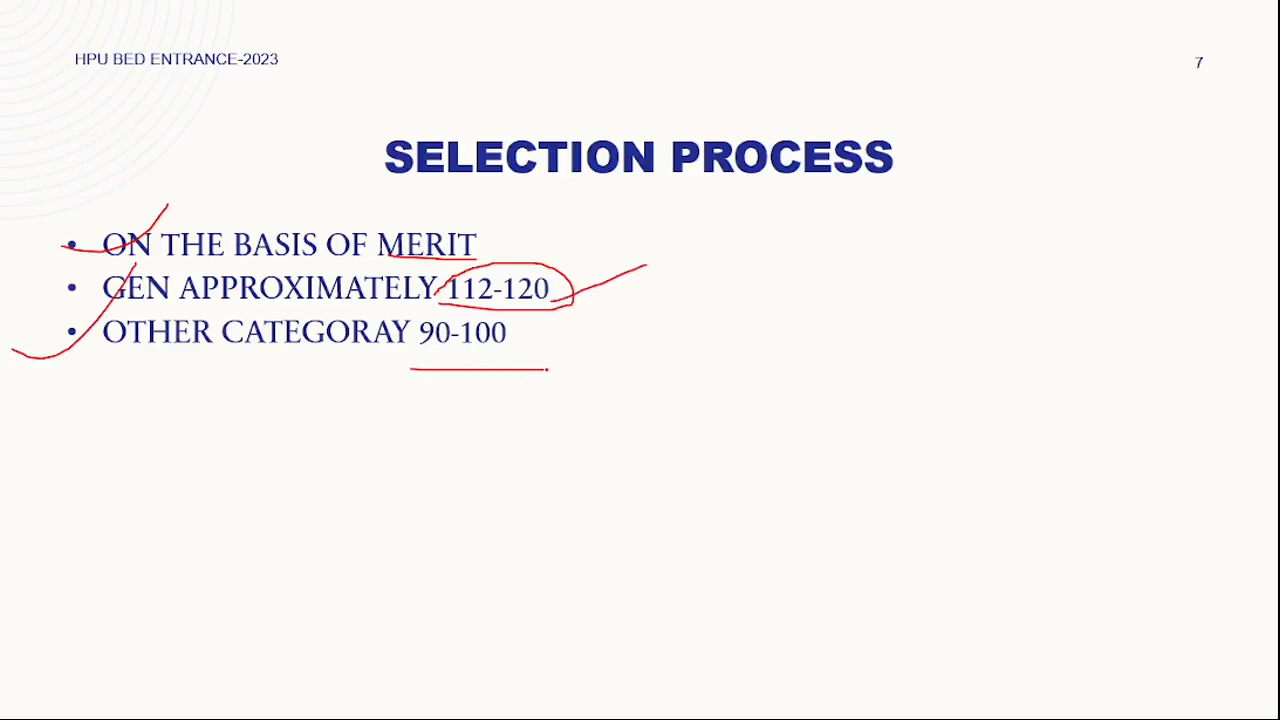 HPU BED ENTRANCE-2023
7
SELECTION PROCESS
• ON THE BASIS OF MERIT
• GEN APPROXIMATELY 112-120
• OTHER CATEGORAY 90-100